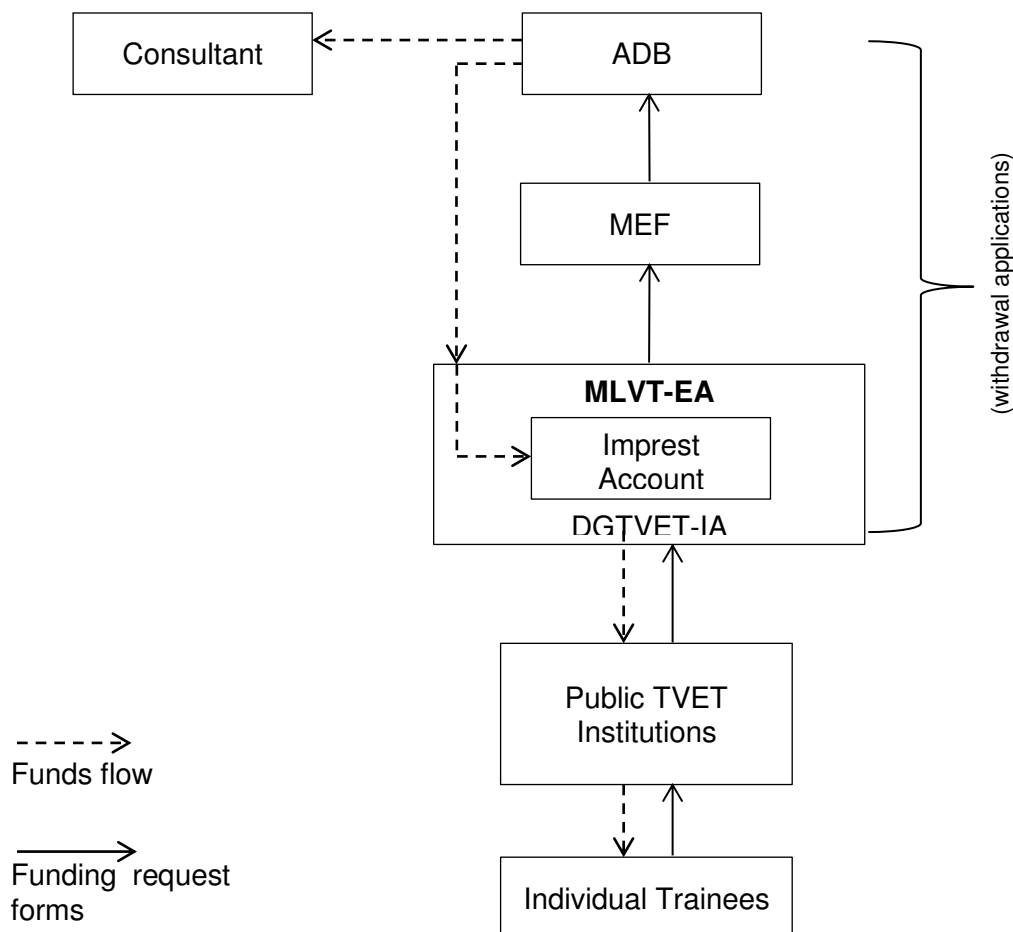 Consultant
ADB
MEF
(withdrawal applications)
MLVT-EA
Imprest
Account
DGTVET-IA
Public TVET
Institutions
Funds flow
Funding request
forms
Individual Trainees